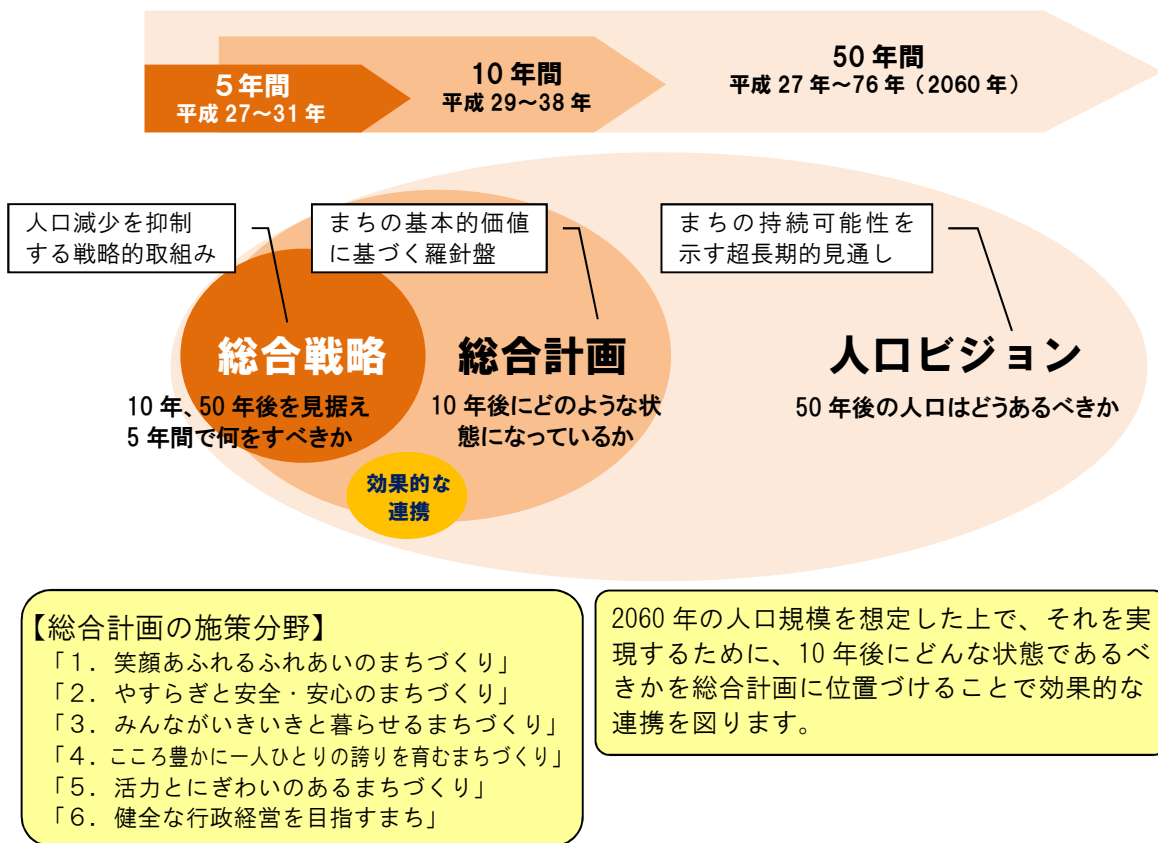 5年間
平成 27～31 年
10 年間
平成 29～38 年
50 年間
平成 27 年～76 年（2060 年）
人口減少を抑制
する戦略的取組み
まちの基本的価値
に基づく羅針盤
まちの持続可能性を
示す超長期的見通し
総合戦略
10 年、50 年後を見据え
5 年間で何をすべきか
総合計画
10 年後にどのような状
態になっているか
人口ビジョン
50 年後の人口はどうあるべきか
効果的な
連携
【総合計画の施策分野】
「1．笑顔あふれるふれあいのまちづくり」
「2．やすらぎと安全・安心のまちづくり」
「3．みんながいきいきと暮らせるまちづくり」
「4．こころ豊かに一人ひとりの誇りを育むまちづくり」
「5．活力とにぎわいのあるまちづくり」
「6．健全な行政経営を目指すまち」
2060 年の人口規模を想定した上で、それを実
現するために、10 年後にどんな状態であるべ
きかを総合計画に位置づけることで効果的な
連携を図ります。